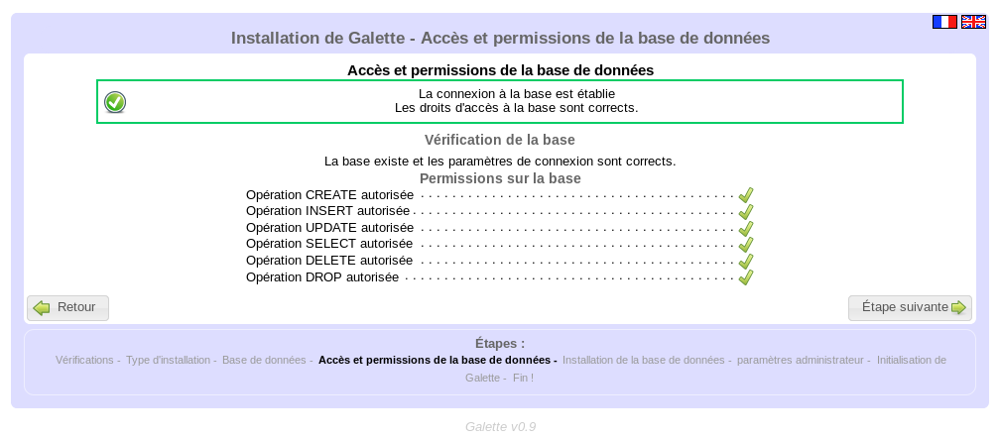 Installation de Galette - Accès et permissions de la base de données
Accès et permissions de la base de données
La connexion à la base est établie
Les droits d'accès à la base sont corrects.
Vérification de la base
La base existe et les paramètres de connexion sont corrects.
Permissions sur la base
Opération CREATE autorisée
Opération INSERT autorisée
Opération UPDATE autorisée
Opération SELECT autorisée
Opération DELETE autorisée
Opération DROP autorisée
Retour
Étape suivante
Étapes :
Vérifications - Type d'installation - Base de données - Accès et permissions de la base de données - Installation de la base de données - paramètres administrateur - Initialisation de
Galette - Fin !
Galette v0.9